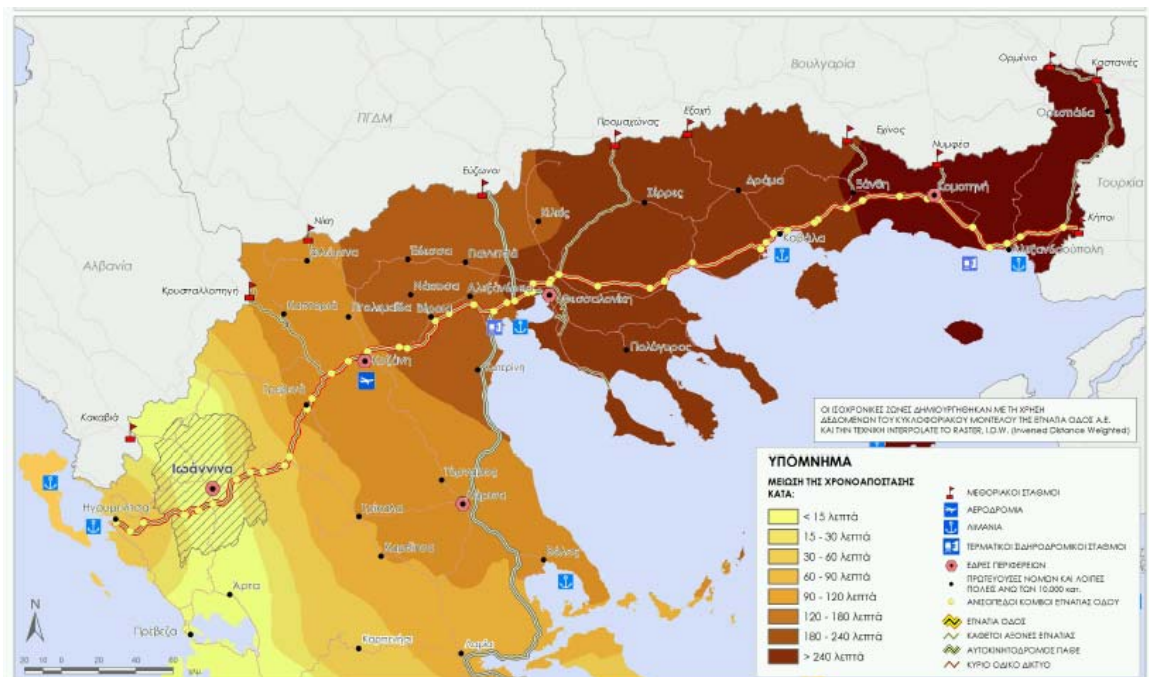 Βουλγαρία
Ορμένιο
Καστανιές
ΠΓΔΜ
Προμαχώνας
Εξοχή
Ορεστιάδα
Εχίνος
Νυμφέα
Εύζωνοι
Σέρρες
Δράμα
Ξάνθη
Κομοτηνή
Τουρκία
Νίκη
Κιλκίς
Κήποι
Φλώρινα
Έδεσσα
Γιαννιτσά
Καβάλα
Αλεξανδρούπολη
Αλβανία
Κρυσταλλοπηγή
Νάουσα
Αλεξάνδρεια
Θεσσαλονίκη
Καστοριά
Πτολεμαΐδα
Βέροια
Κοζάνη
Πολύγυρος
Κατερίνη
Γρεβενά
Κακαβιά
ΟΙ ΙΣΟΧΡΟΝΙΚΕΣ ΖΩΝΕΣ ΔΗΜΙΟΥΡΓΗΘΗΚΑΝ ΜΕ ΤΗ ΧΡΗΣΗ
ΔΕΔΟΜΕΝΩΝ ΤΟΥ ΚΥΚΛΟΦΟΡΙΑΚΟΥ ΜΟΝΤΕΛΟΥ ΤΗΣ ΕΓΝΑΤΙΑ ΟΔΟΣ Α.Ε.
ΚΑΙ ΤΗΝ ΤΕΧΝΙΚΗ INTERPOLATE TO RASTER, I.D.W. (Inversed Distance Weighted)
Ιωάννινα
Τύρναβος
Λάρισα
Ηγουμενίτσα
Τρίκαλα
Καρδίτσα
Βόλος
Άρτα
Πρέβεζα
Καρπενήσι
Λαμία
N
20 10 0 20 40 60
ΥΠΟΜΝΗΜΑ
ΜΕΙΩΣΗ ΤΗΣ ΧΡΟΝΟΑΠΟΣΤΑΣΗΣ
ΚΑΤΑ:
< 15 λεπτά
15 - 30 λεπτά
30 - 60 λεπτά
60 - 90 λεπτά
90 - 120 λεπτά
120 - 180 λεπτά
180 - 240 λεπτά
> 240 λεπτά
ΜΕΘΟΡΙΑΚΟΙ ΣΤΑΘΜΟΙ
ΑΕΡΟΔΡΟΜΙΑ
ΛΙΜΑΝΙΑ
ΤΕΡΜΑΤΙΚΟΙ ΣΙΔΗΡΟΔΡΟΜΙΚΟΙ ΣΤΑΘΜΟΙ
ΕΔΡΕΣ ΠΕΡΙΦΕΡΕΙΩΝ
ΠΡΩΤΕΥΟΥΣΕΣ ΝΟΜΩΝ ΚΑΙ ΛΟΙΠΕΣ
ΠΟΛΕΙΣ ΑΝΩ ΤΩΝ 10.000 κατ.
ΑΝΙΣΟΠΕΔΟΙ ΚΟΜΒΟΙ ΕΓΝΑΤΙΑΣ ΟΔΟΥ
ΕΓΝΑΤΙΑ ΟΔΟΣ
ΚΑΘΕΤΟΙ ΑΞΟΝΕΣ ΕΓΝΑΤΙΑΣ
ΑΥΤΟΚΙΝΗΤΟΔΡΟΜΟΣ ΠΑΘΕ
ΚΥΡΙΟ ΟΔΙΚΟ ΔΙΚΤΥΟ